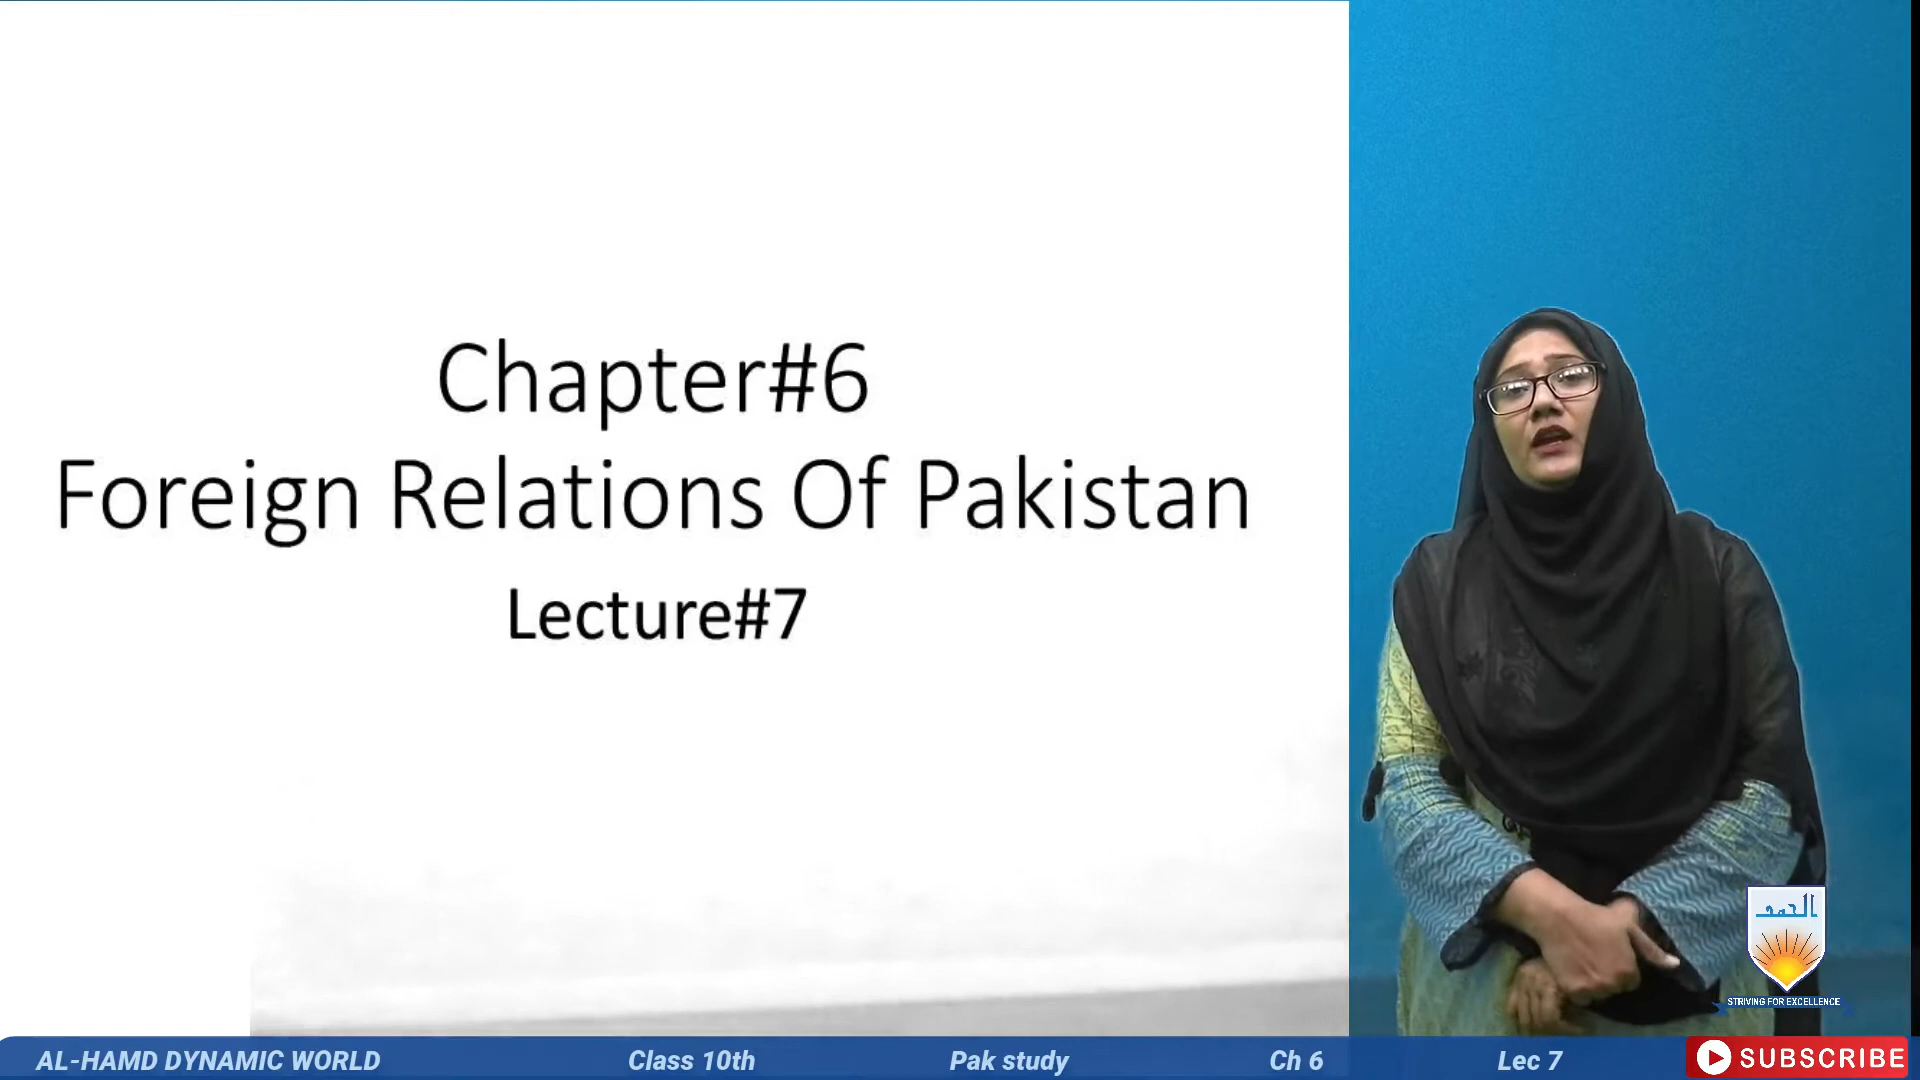 Chapter#6
Foreign Relations Of Pakistan
Lecture#7
الحمد
STRIVING FOR EXCELLENCE
AL-HAMD DYNAMIC WORLD Class 10th Pak study Ch 6 Lec 7 SUBSCRIBE